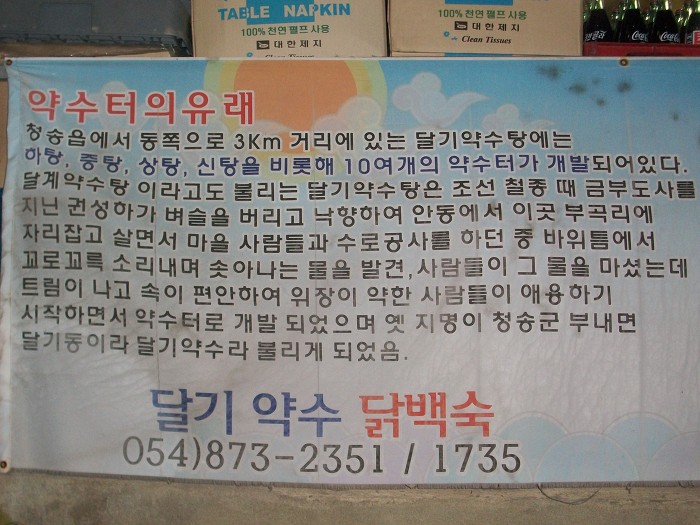 TABLE NAPKIN
100% 천연펄프사용
대한제지
Clean Tissues
100% 천연 펄프 사용
대한제지
Clean Tissues
약수터의유래
청송읍에서 동쪽으로 3Km 거리에 있는 달기약수탕에는
하탕, 중탕, 상탕, 신탕을 비롯해 10여개의 약수터가 개발되어있다.
달계약수탕 이라고도 불리는 달기약수탕은 조선 철종 때 금부도사를
지닌 권성하가 벼슬을 버리고 낙향하여 안동에서 이곳 부곡리에
자리잡고 살면서 마을 사람들과 수로공사를 하던 중 바위틈에서
꼬로꼬륵 소리내며 솟아나는 물을 발견,사람들이 그 물을 마셨는데
트림이 나고 속이 편안하여 위장이 약한 사람들이 애용하기
시작하면서 약수터로 개발 되었으며 옛 지명이 청송군 부내면
달기동이라 달기약수라 불리게 되었음.
달기 약수 닭백숙
054)873-2351 / 1735